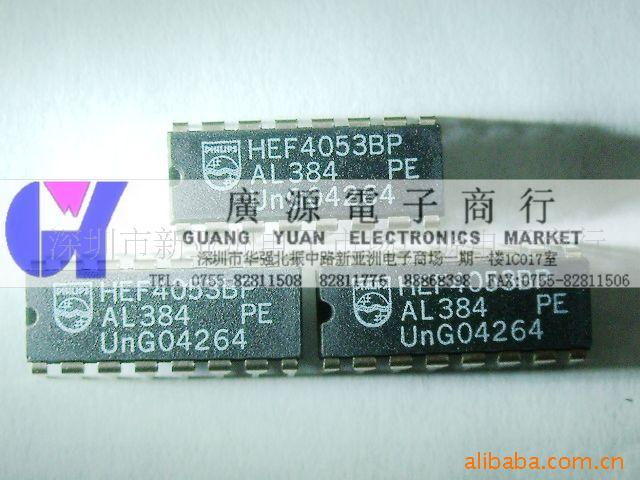 PHILIPS
HEF4053BP
AL384 PE
UnG04264
廣源電子商行
GUANG YUAN ELECTRONICS MARKET
深圳市华强北振中路新亚洲电子商场一期一楼1C017室
TEL:0755-82811508 82811776 83868393 FAX:0755-82811506
HEF4053BP
AL384 PE
UnG04264
HEF4053BP
AL384 PE
UnG04264
alibaba.com.cn